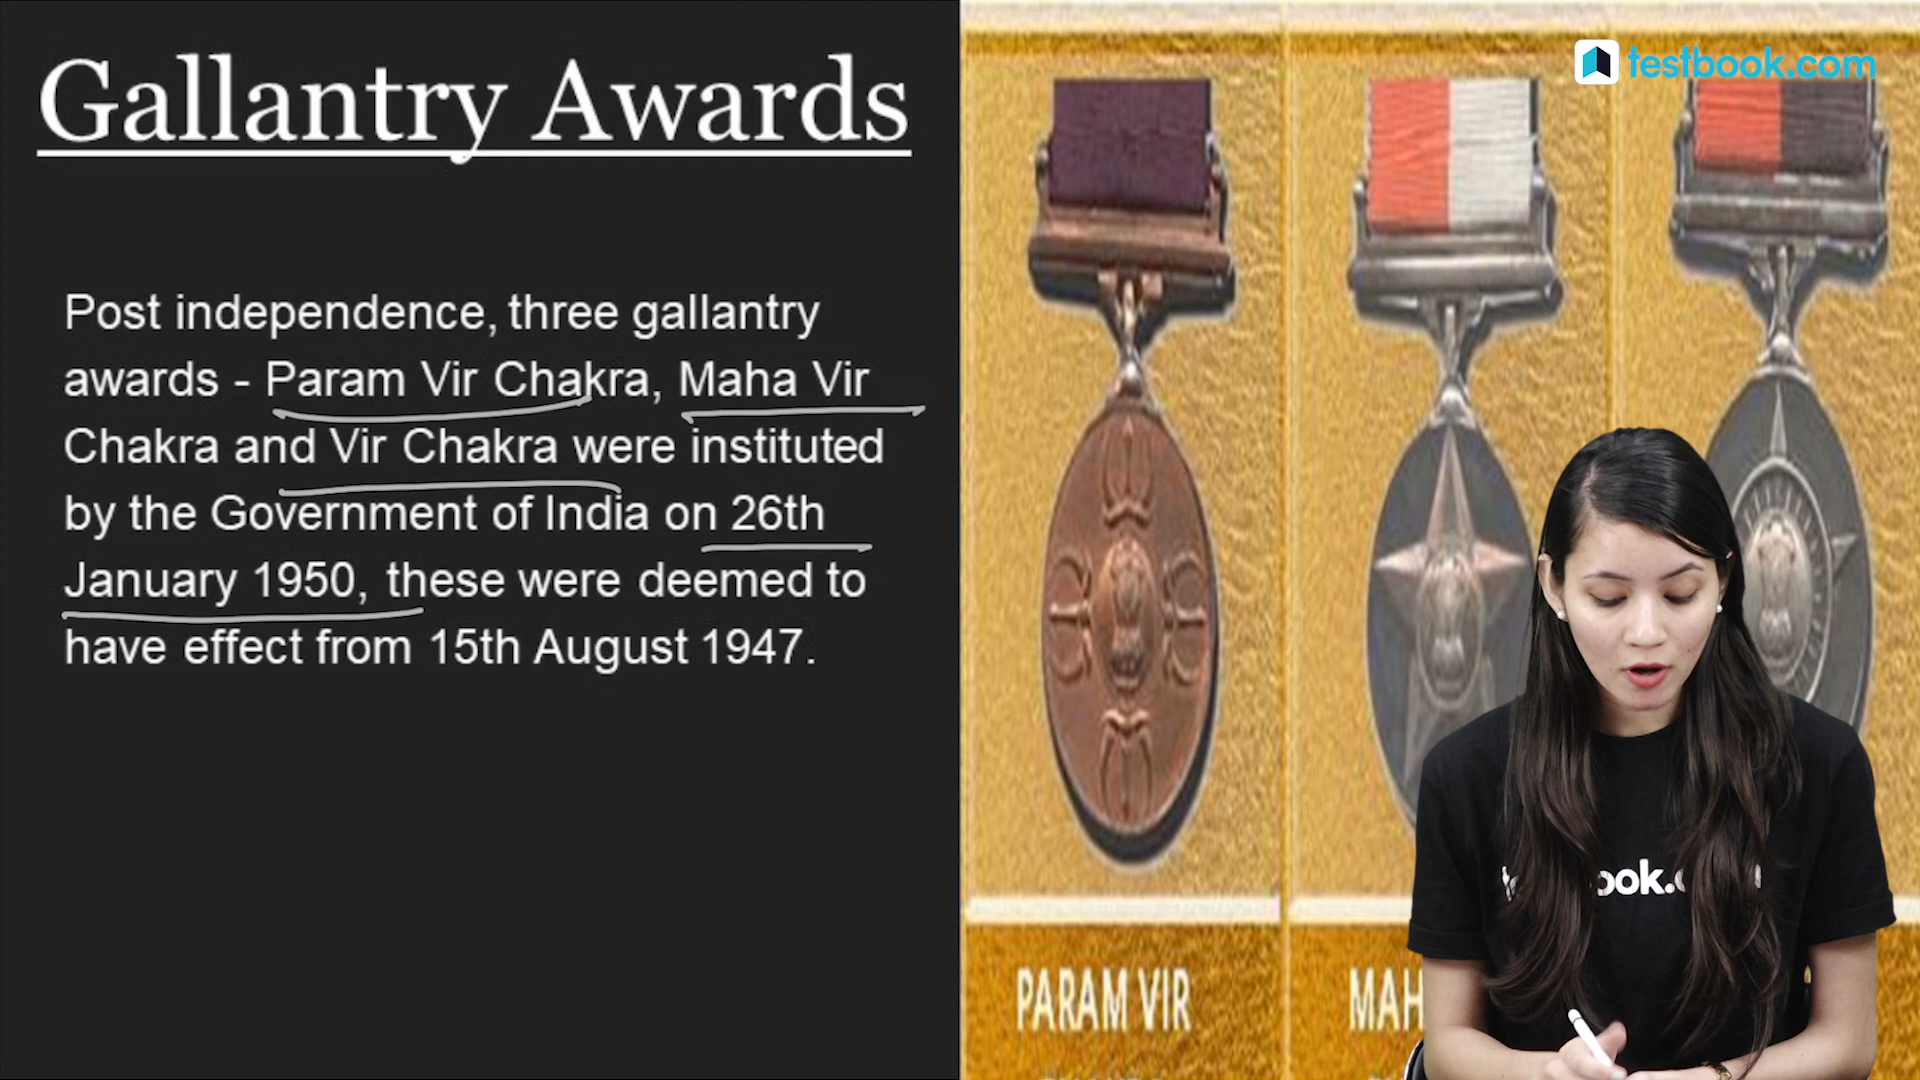 Gallantry Awards
Post independence, three gallantry
awards - Param Vir Chakra, Maha Vir
Chakra and Vir Chakra were instituted
by the Government of India on 26th
January 1950, these were deemed to
have effect from 15th August 1947.
testbook.com
PARAM VIR